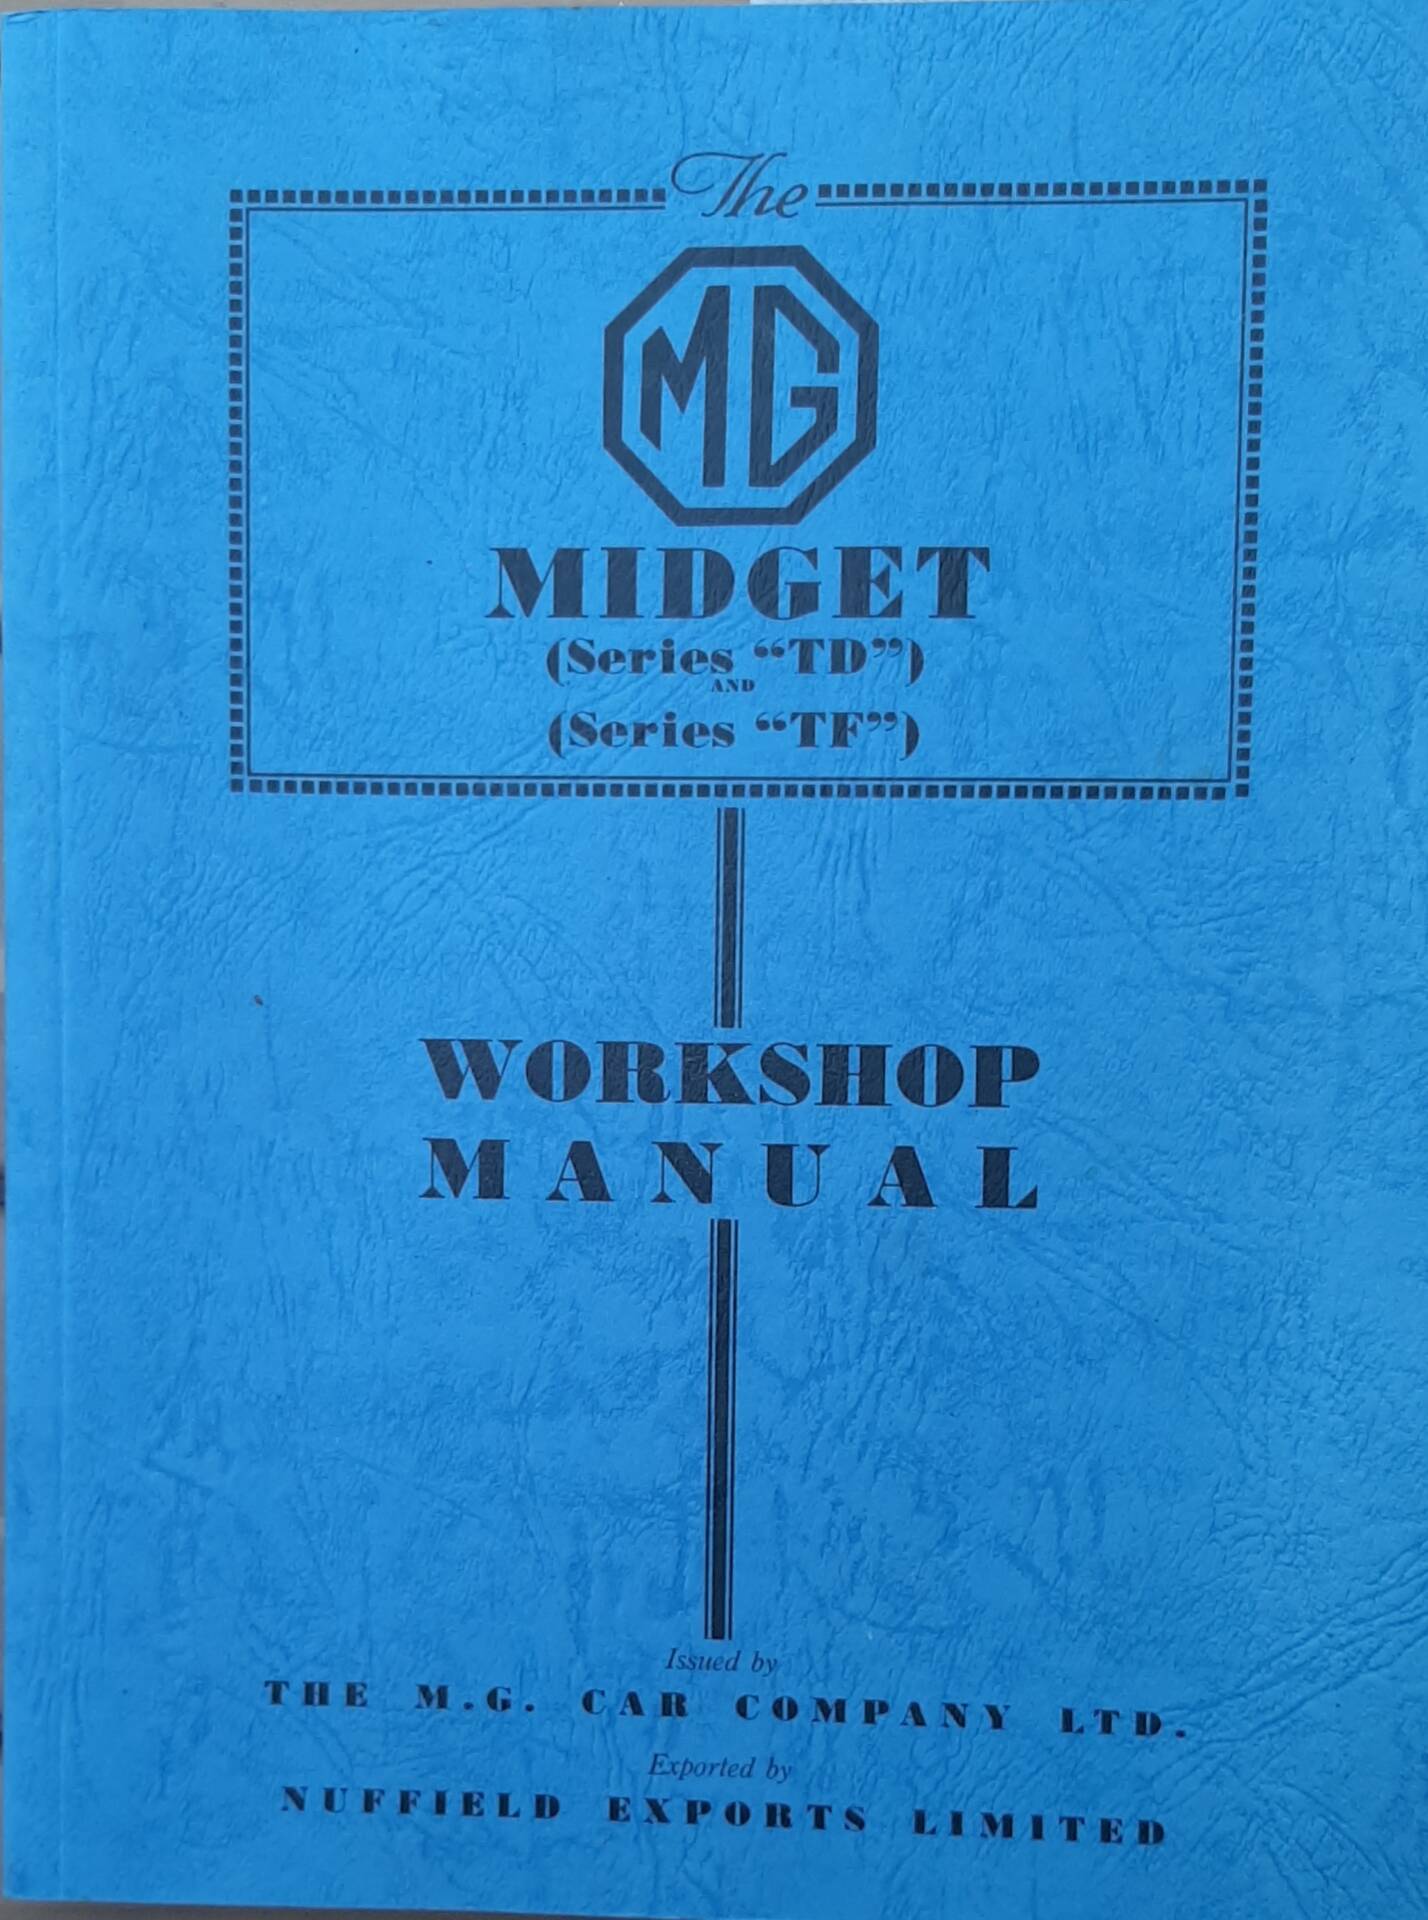 The
MG
MIDGET
(Series “TD”)
AND
(Series “TF”)
WORKSHOP
MANUAL
Issued by
THE M.G. CAR COMPANY LTD.
Exported by
NUFFIELD EXPORTS LIMITED